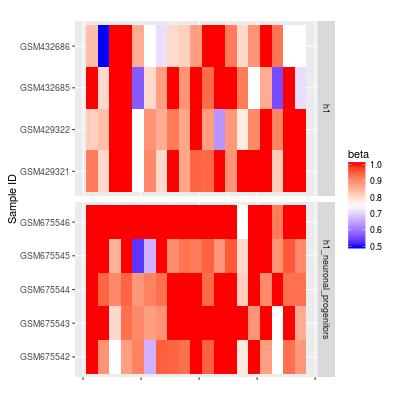 GSM432686
GSM432685
GSM429322
GSM429321
h1
GSM675546
GSM675545
GSM675544
GSM675543
GSM675542
h1_neuronal_progenitors
Sample ID
beta
1.0
0.9
0.8
0.7
0.6
0.5